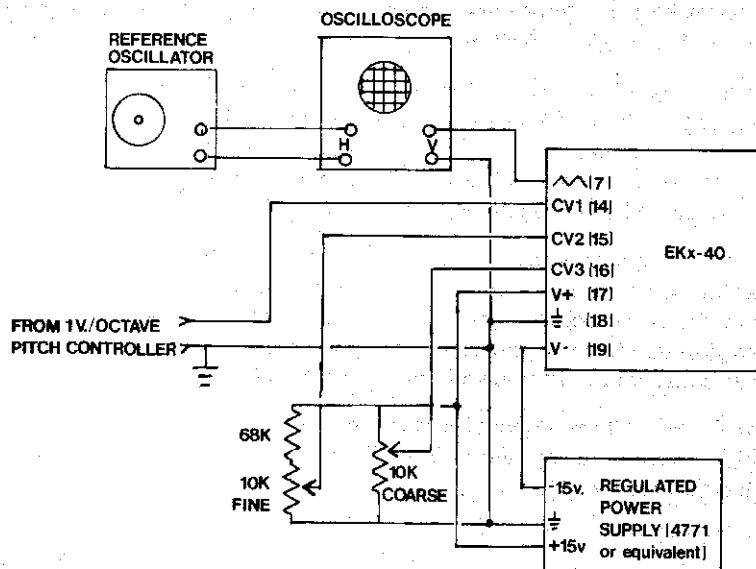 OSCILLOSCOPE
REFERENCE
OSCILLATOR
H
V
[7]
CV1 [14]
CV2 [15]
CV3 [16]
V+ [17]
[18]
V- [19]
EKx-40
FROM 1V./OCTAVE
PITCH CONTROLLER
68K
10K
FINE
10K
COARSE
-15v.
+15v
REGULATED
POWER
SUPPLY [4771
or equivalent]